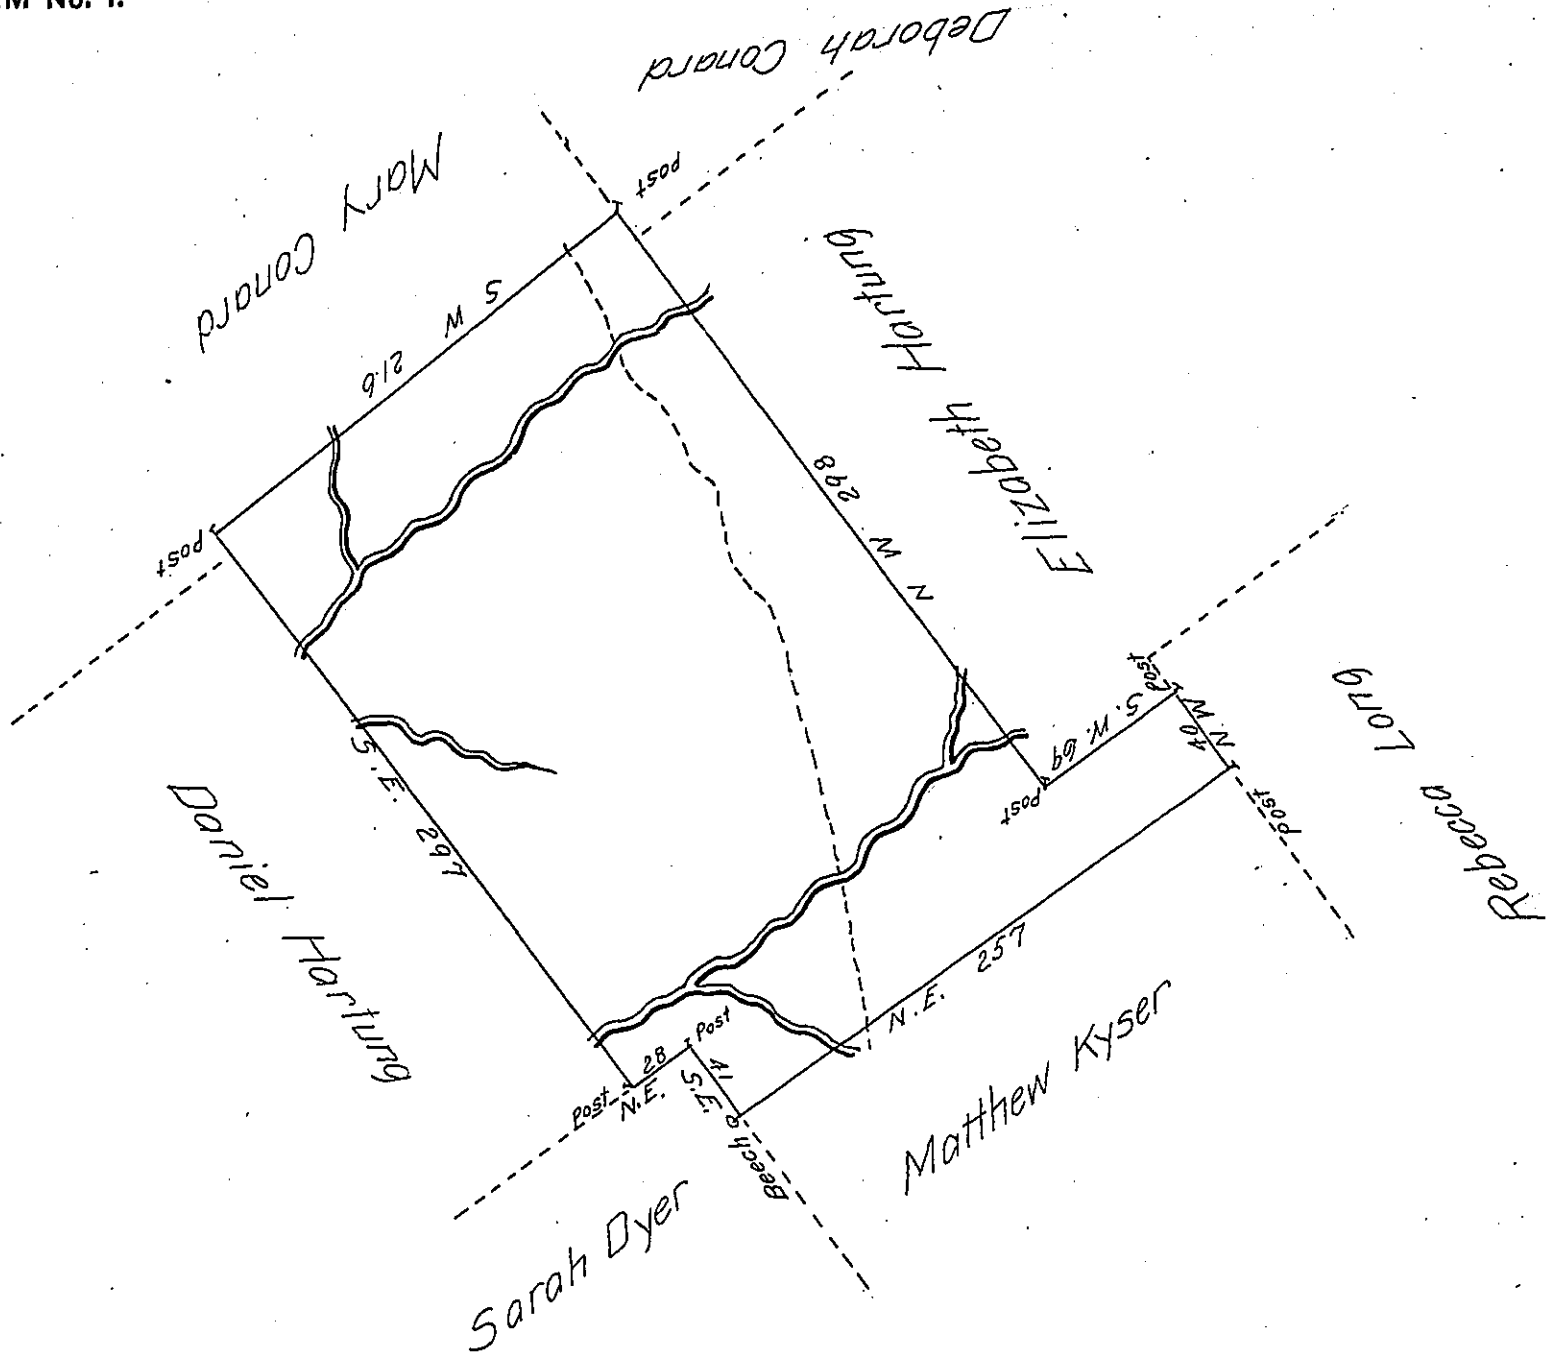 M No. 1.
Deborah Conard
Mary Conard
post
S W 216
Elizabeth Hartung
298
N W
post
S. E. 297
Daniel Hartung
Post
S. W. 69
Post
40
N W
post
Rebecca Long
257
N. E.
Matthew Kyser
Post
28
N. E.
Post
S. E. 41
Beech
Sarah Dyer